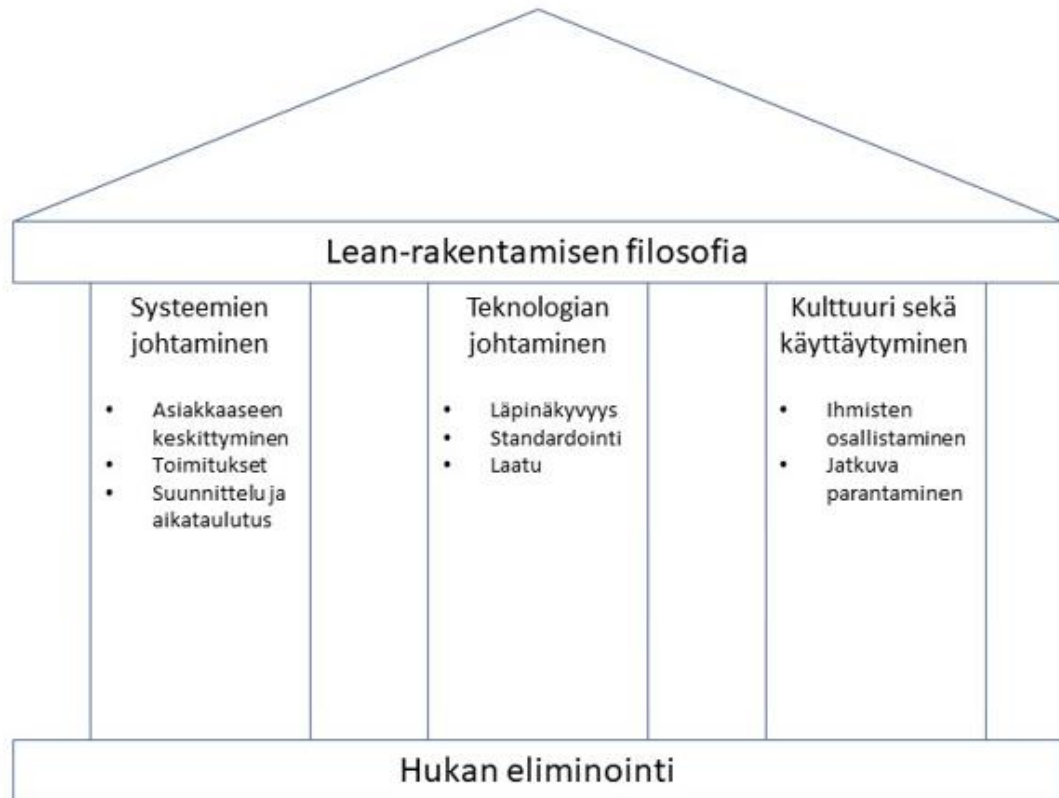 Lean-rakentamisen filosofia
Systeemien
johtaminen
• Asiakkaaseen
keskittyminen
• Toimitukset
• Suunnittelu ja
aikataulutus
Teknologian
johtaminen
• Läpinäkyvyys
• Standardointi
• Laatu
Kulttuuri sekä
käyttäytyminen
• Ihmisten
osallistaminen
• Jatkuva
parantaminen
Hukan eliminointi